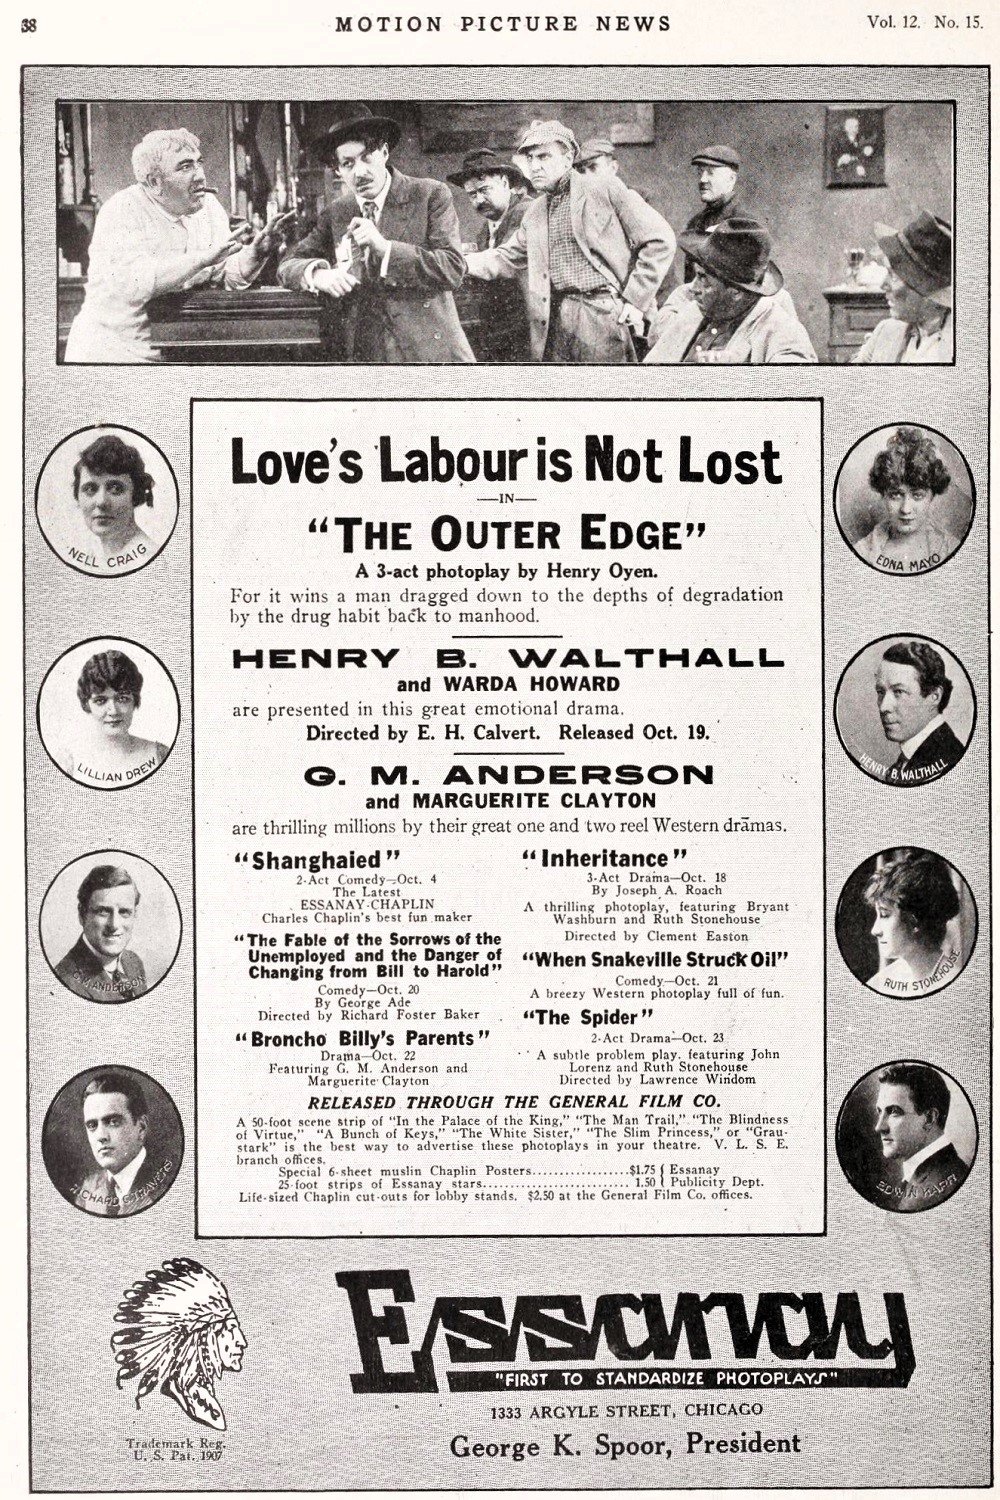 38
MOTION PICTURE NEWS
Vol. 12. No. 15.
Love's Labour is Not Lost
—IN—
"THE OUTER EDGE"
A 3-act photoplay by Henry Oyen.
For it wins a man dragged down to the depths of degradation
by the drug habit back to manhood.
HENRY B. WALTHALL
and WARDA HOWARD
are presented in this great emotional drama.
Directed by E. H. Calvert. Released Oct. 19.
G. M. ANDERSON
and MARGUERITE CLAYTON
are thrilling millions by their great one and two reel Western dramas.
"Shanghaied"
2-Act Comedy—Oct. 4
The Latest
ESSANAY-CHAPLIN
Charles Chaplin's best fun maker
"The Fable of the Sorrows of the
Unemployed and the Danger of
Changing from Bill to Harold"
Comedy—Oct. 20
By George Ade
Directed by Richard Foster Baker
"Broncho Billy's Parents"
Drama—Oct. 22
Featuring G. M. Anderson and
Marguerite Clayton
"Inheritance"
3-Act Drama—Oct. 18
By Joseph A. Roach
A thrilling photoplay, featuring Bryant
Washburn and Ruth Stonehouse
Directed by Clement Easton
"When Snakeville Struck Oil"
Comedy—Oct. 21
A breezy Western photoplay full of fun.
"The Spider"
2-Act Drama—Oct. 23
A subtle problem play. featuring John
Lorenz and Ruth Stonehouse
Directed by Lawrence Windom
RELEASED THROUGH THE GENERAL FILM CO.
A 50-foot scene strip of "In the Palace of the King," "The Man Trail," "The Blindness
of Virtue," "A Bunch of Keys," "The White Sister," "The Slim Princess," or "Grau-
stark" is the best way to advertise these photoplays in your theatre. V. L. S. E.
branch offices.
Special 6-sheet muslin Chaplin Posters.................$1.75 { Essanay
25-foot strips of Essanay stars.......................... 1.50 { Publicity Dept.
Life-sized Chaplin cut-outs for lobby stands. $2.50 at the General Film Co. offices.
NELL CRAIG
LILLIAN DREW
G.M. ANDERSON
RICHARD C. TRAVERS
EDNA MAYO
HENRY B. WALTHALL
RUTH STONEHOUSE
EDWIN
Trademark Reg.
U. S. Pat. 1907
Essanay
"FIRST TO STANDARDIZE PHOTOPLAYS"
1333 ARGYLE STREET, CHICAGO
George K. Spoor, President